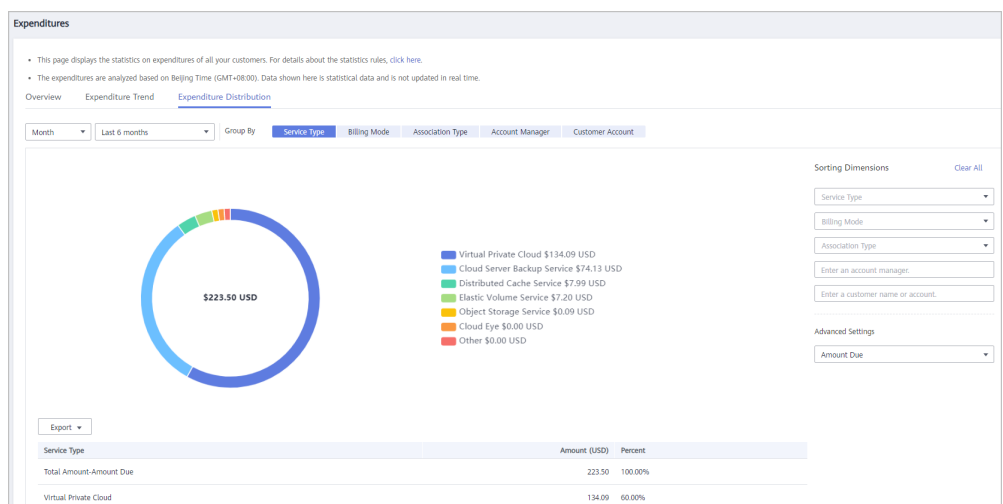 Expenditures
• This page displays the statistics on expenditures of all your customers. For details about the statistics rules, click here.
• The expenditures are analyzed based on Beijing Time (GMT+08:00). Data shown here is statistical data and is not updated in real time.
Overview Expenditure Trend Expenditure Distribution
Month Last 6 months Group By Service Type Billing Mode Association Type Account Manager Customer Account
Sorting Dimensions Clear All
Service Type
Billing Mode
Association Type
Enter an account manager.
Enter a customer name or account.
Advanced Settings
Amount Due
$223.50 USD
Virtual Private Cloud $134.09 USD
Cloud Server Backup Service $74.13 USD
Distributed Cache Service $7.99 USD
Elastic Volume Service $7.20 USD
Object Storage Service $0.09 USD
Cloud Eye $0.00 USD
Other $0.00 USD
Export
Service Type Amount (USD) Percent
Total Amount-Amount Due 223.50 100.00%
Virtual Private Cloud 134.09 60.00%